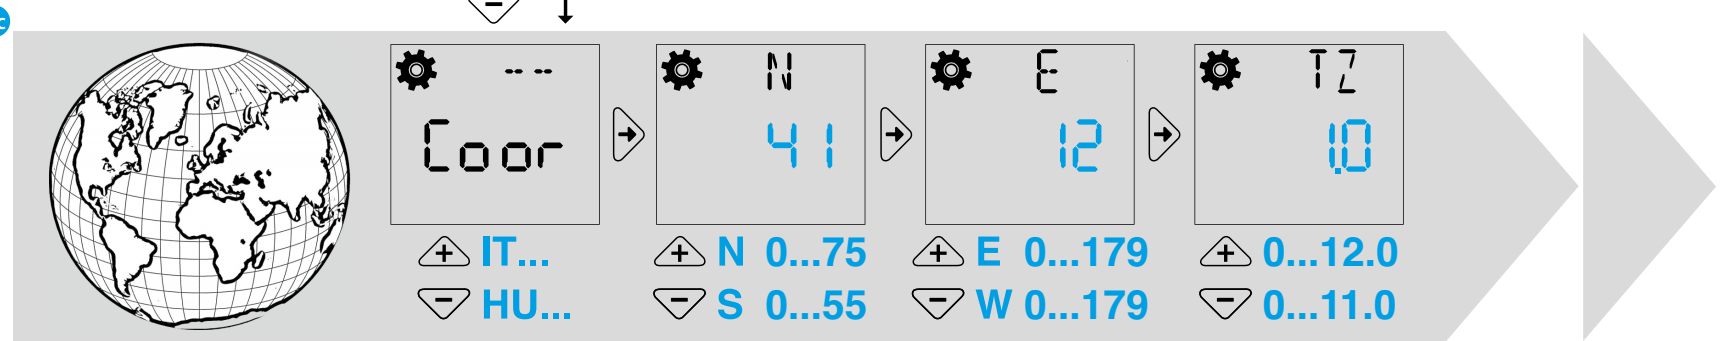 c
-- N E TZ
Coor 41 12 1.0
+ IT... + N 0...75 + E 0...179 + 0...12.0
- HU... - S 0...55 - W 0...179 - 0...11.0